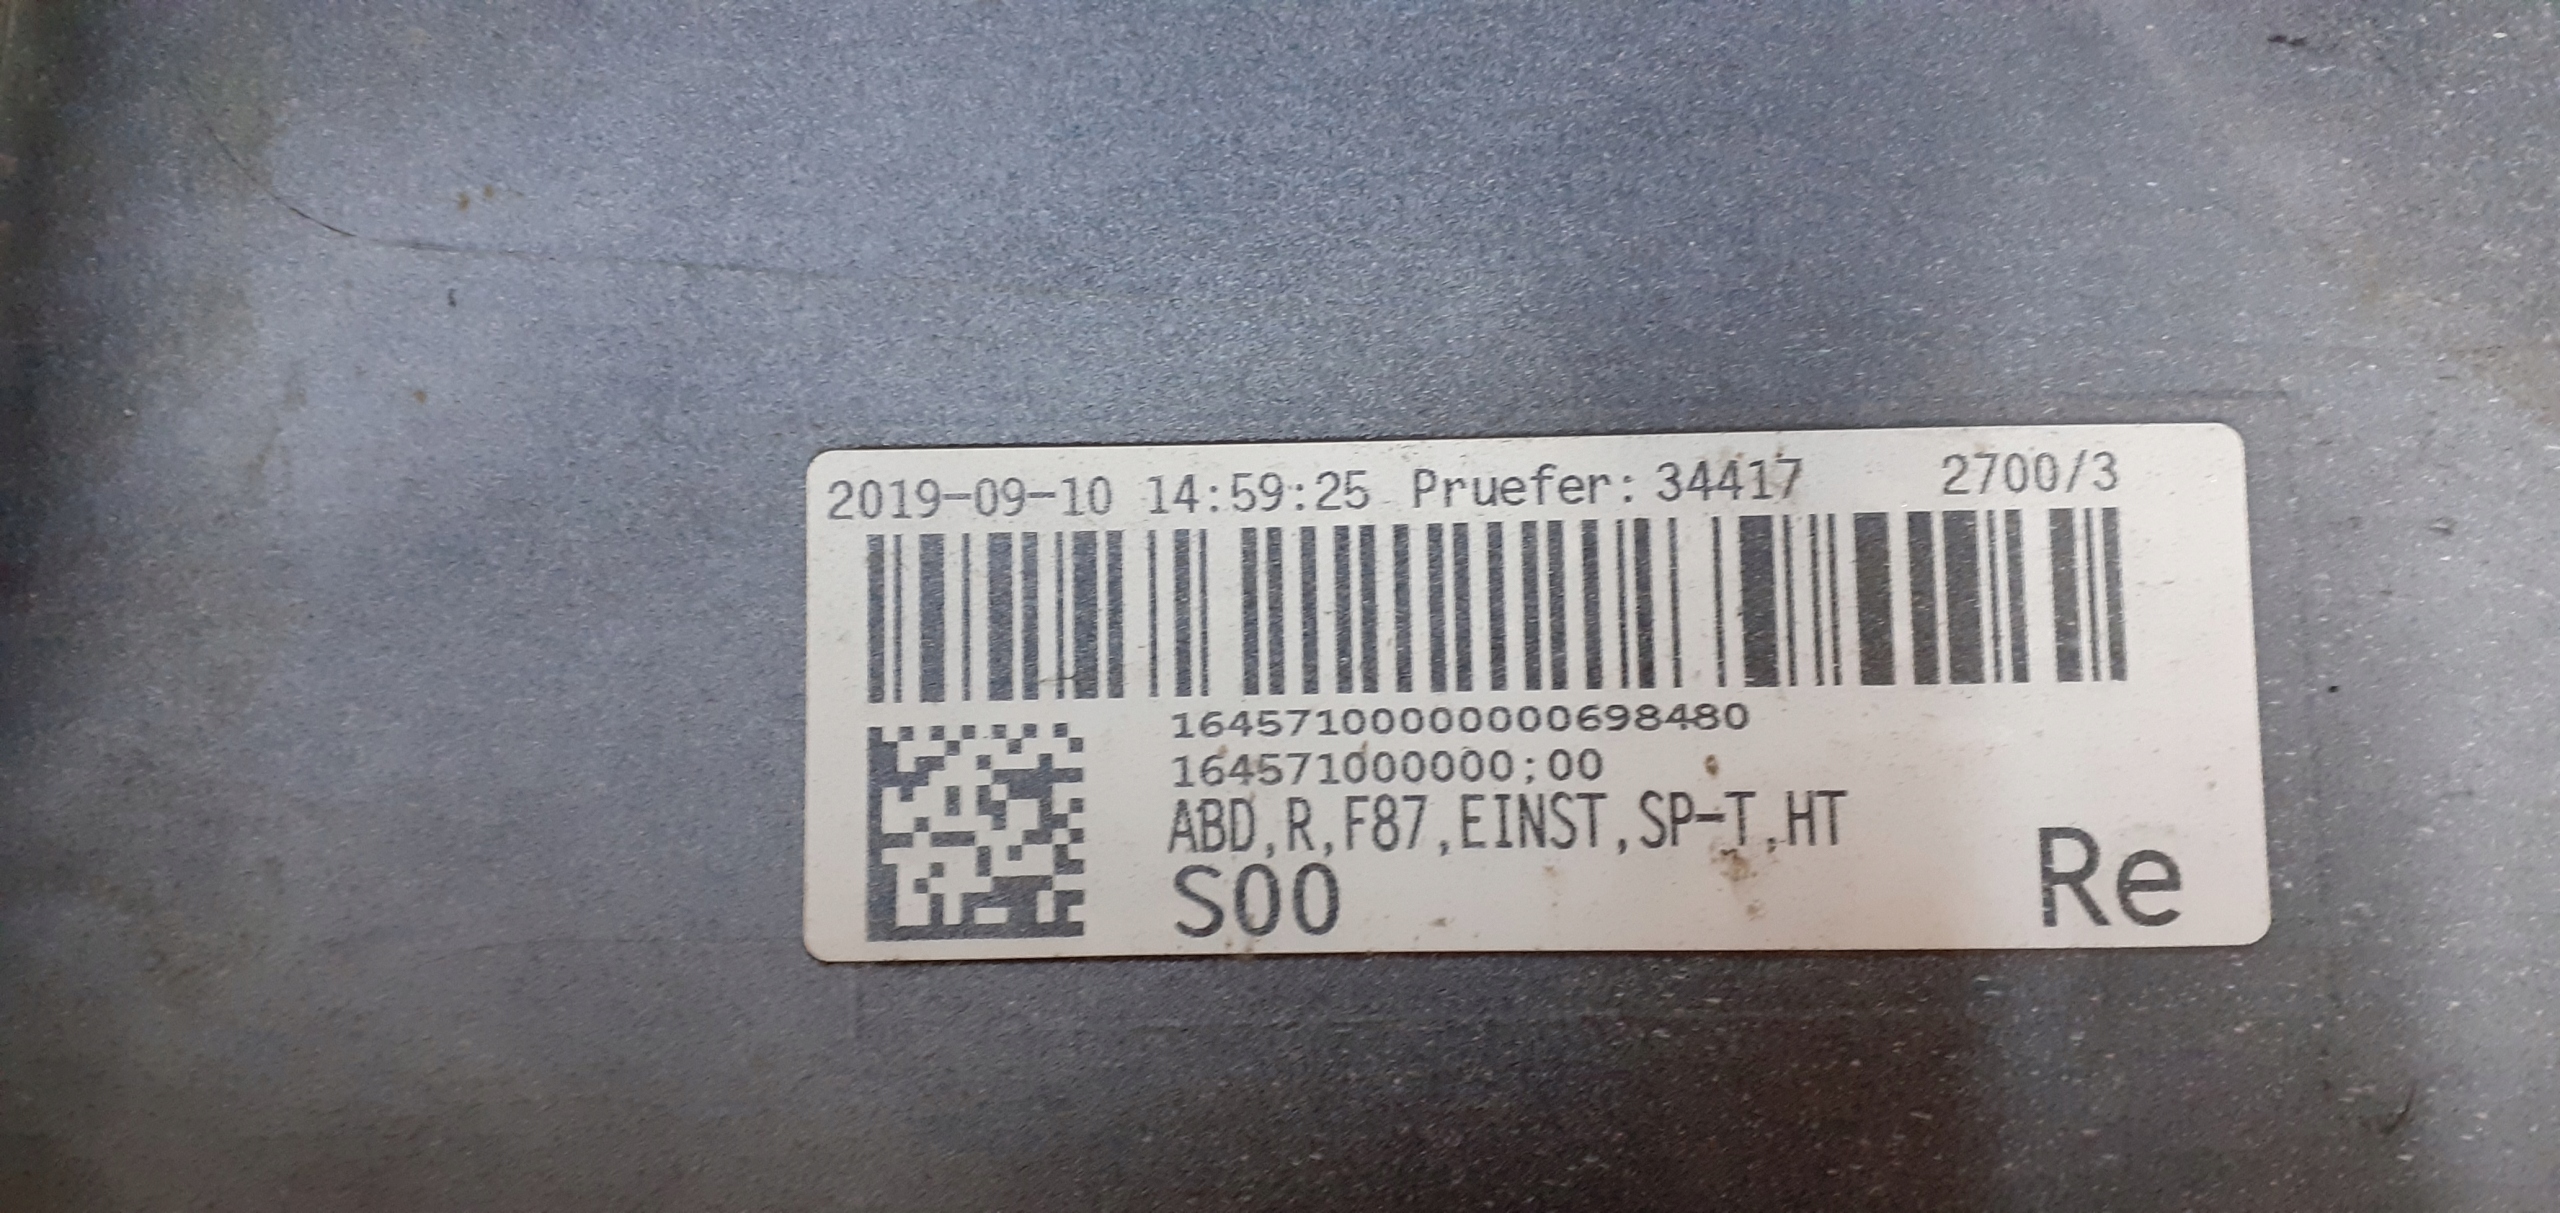 2019-09-10 14:59:25 Pruefer: 34417 2700/3
16457100000000698480
164571000000;00
ABD,R,F87,EINST,SP-T,HT
S00 Re